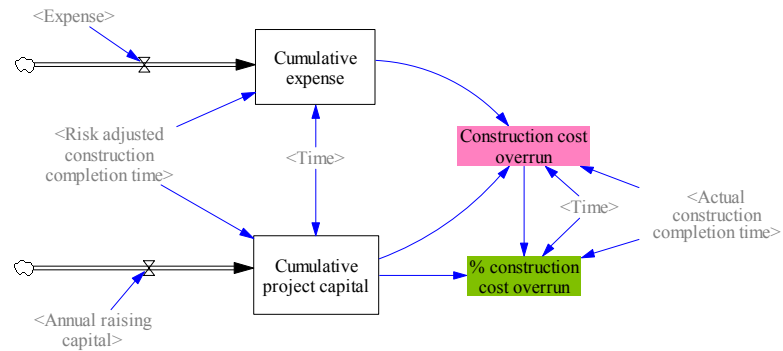 <Expense>
Cumulative
expense
<Risk adjusted
construction
completion time>
<Time>
Construction cost
overrun
<Time>
<Actual
construction
completion time>
Cumulative
project capital
% construction
cost overrun
<Annual raising
capital>